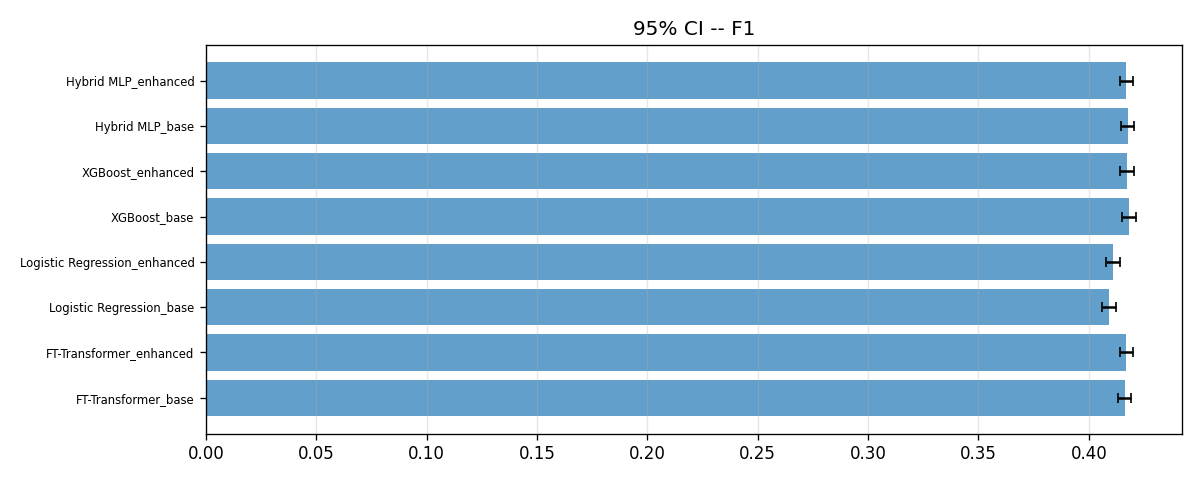 95% CI -- F1
Hybrid MLP_enhanced
Hybrid MLP_base
XGBoost_enhanced
XGBoost_base
Logistic Regression_enhanced
Logistic Regression_base
FT-Transformer_enhanced
FT-Transformer_base
0.00 0.05 0.10 0.15 0.20 0.25 0.30 0.35 0.40